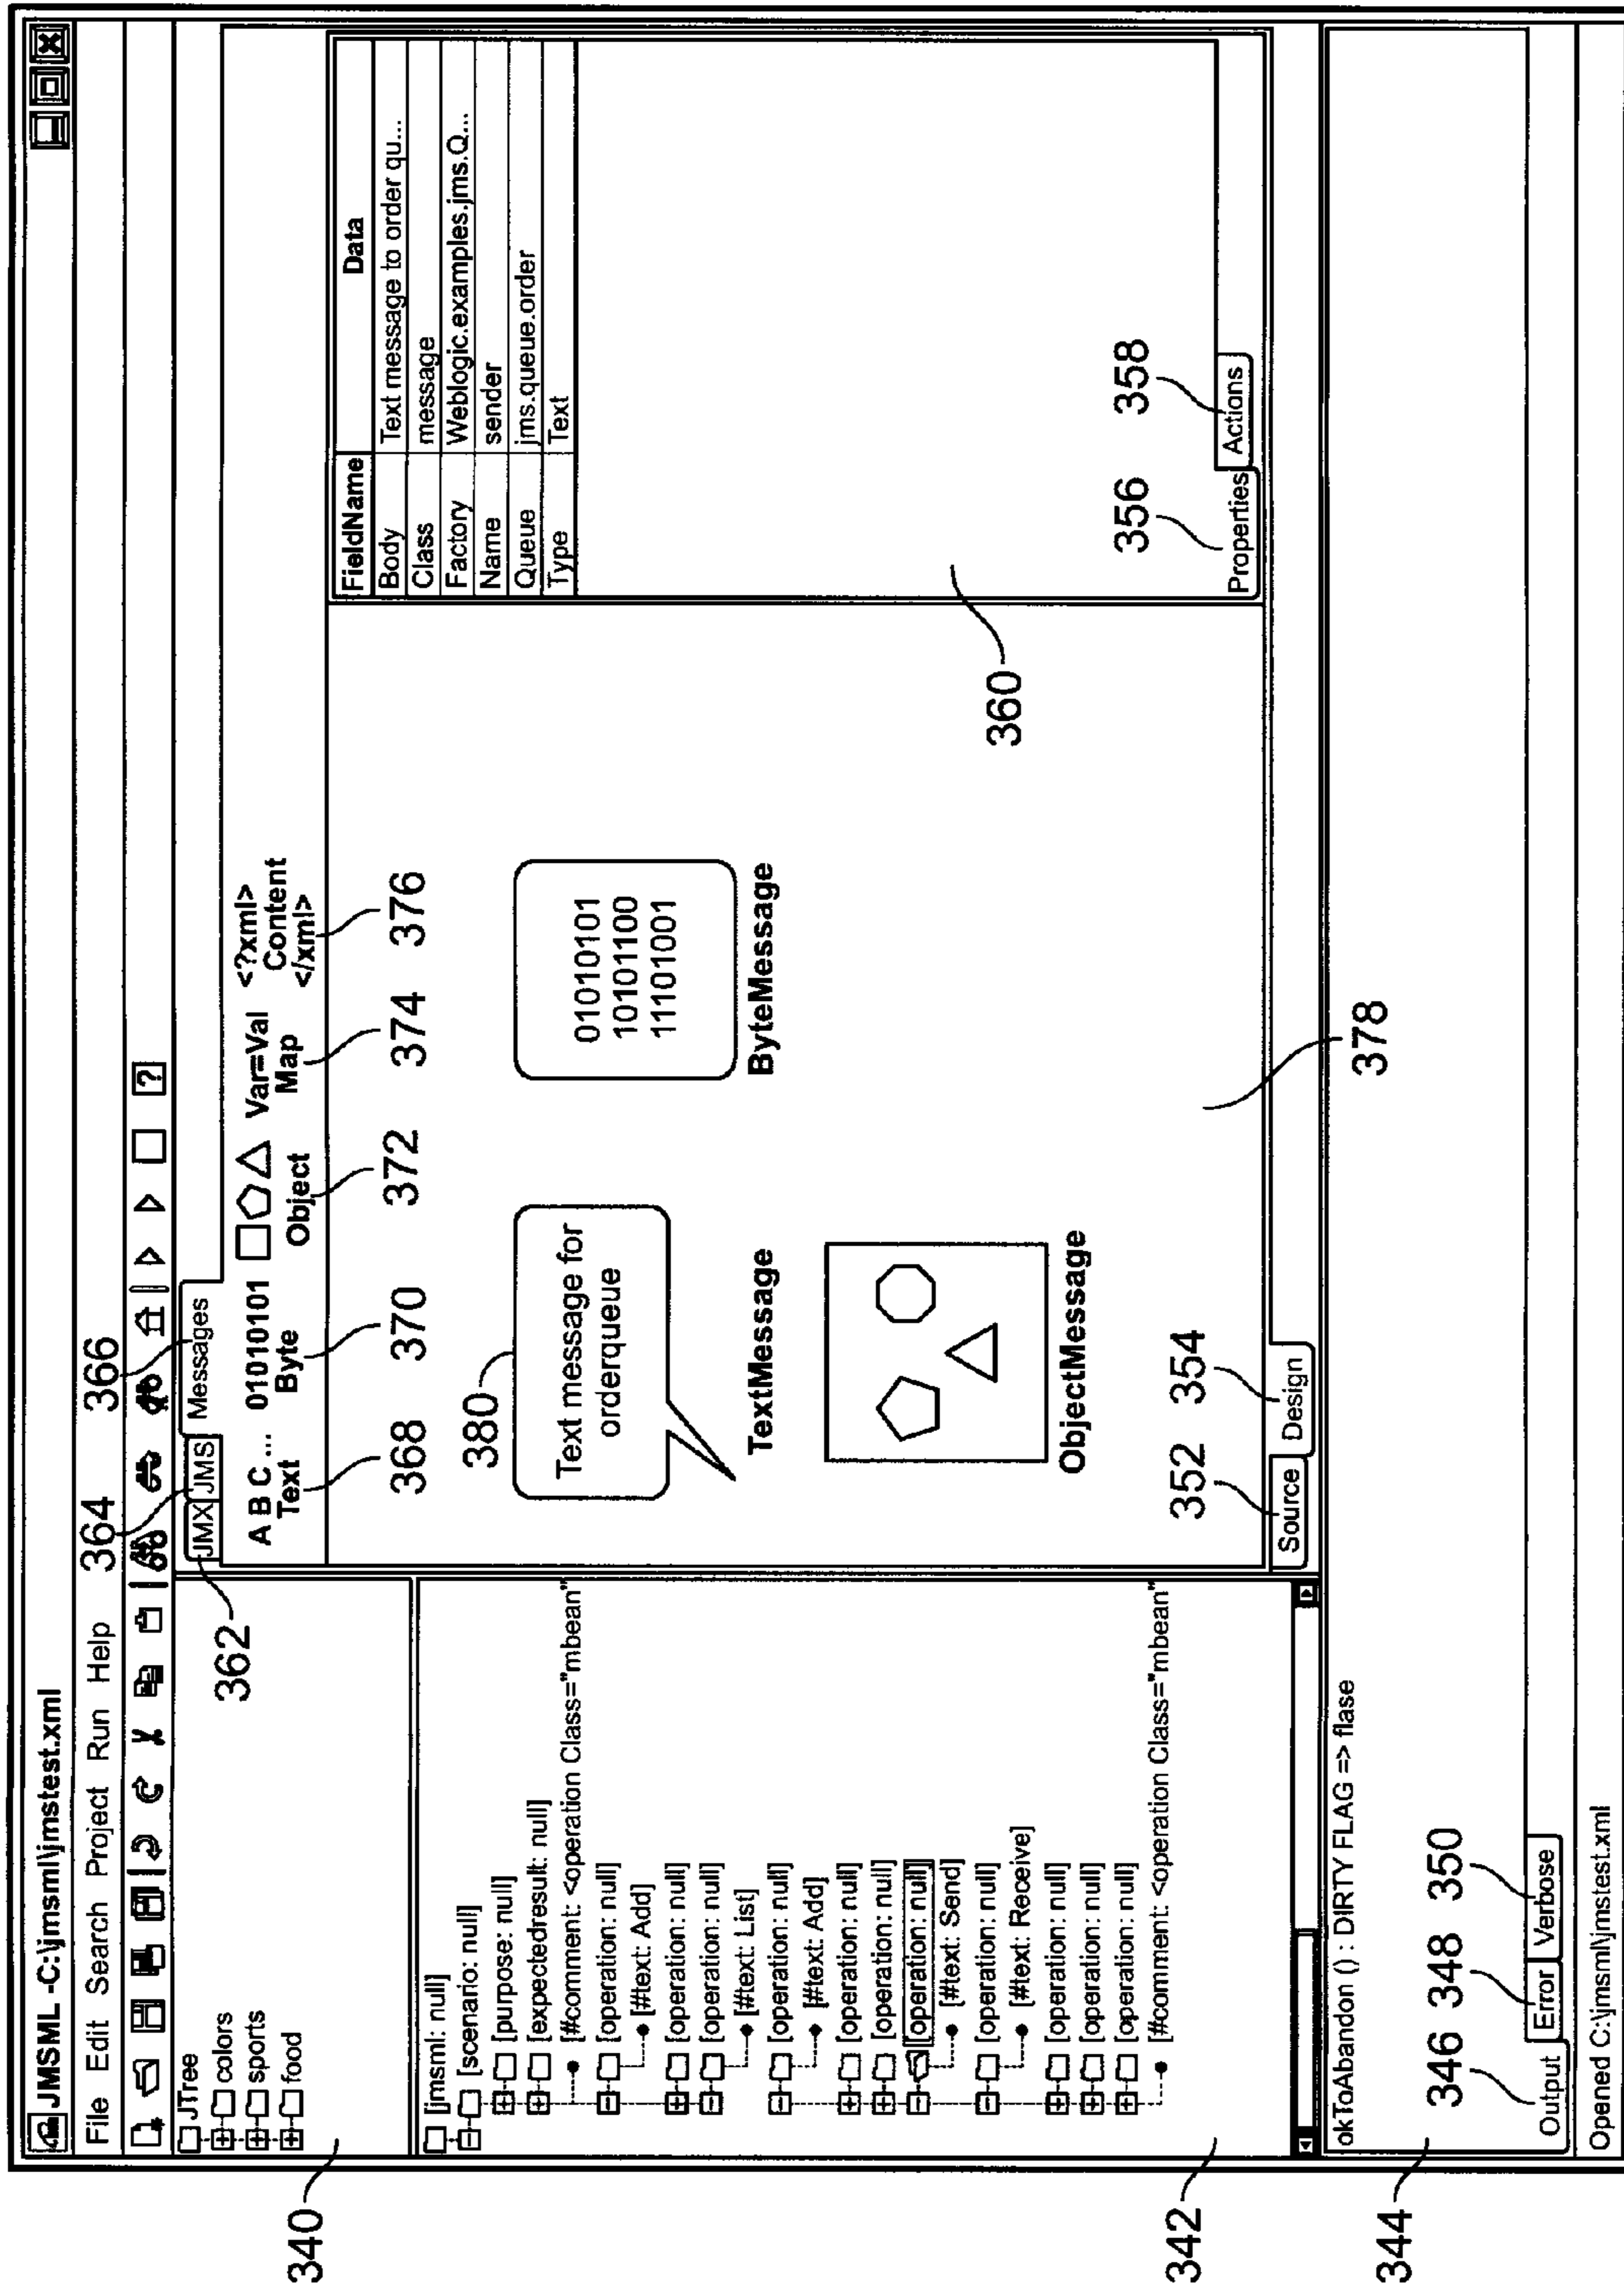 JMSML -C:\jmsml\jmstest.xml
File Edit Search Project Run Help
?
364
366
JTree
colors
sports
food
340
362
JMX
JMS
Messages
A B C ...
Text
01010101
Byte
Object
Var=Val
Map
<?xml>
Content
</xml>
368
370
372
374
376
[jmsml: null]
[scenario: null]
[purpose: null]
[expectedresult: null]
[#comment: <operation Class="mbean"
[operation: null]
[#text: Add]
[operation: null]
[operation: null]
[#text: List]
[operation: null]
[#text: Add]
[operation: null]
[operation: null]
[operation: null]
[#text: Send]
[operation: null]
[#text: Receive]
[operation: null]
[operation: null]
[operation: null]
[#comment: <operation Class="mbean"
342
380
Text message for
orderqueue
TextMessage
01010101
10101100
11101001
ByteMessage
ObjectMessage
FieldName Data
Body Text message to order qu...
Class message
Factory Weblogic.examples.jms.Q...
Name sender
Queue jms.queue.order
Type Text
360
356
358
Properties
Actions
352
354
Source
Design
378
okToAbandon () : DIRTY FLAG => flase
344
346
348
350
Output
Error
Verbose
Opened C:\jmsml\jmstest.xml